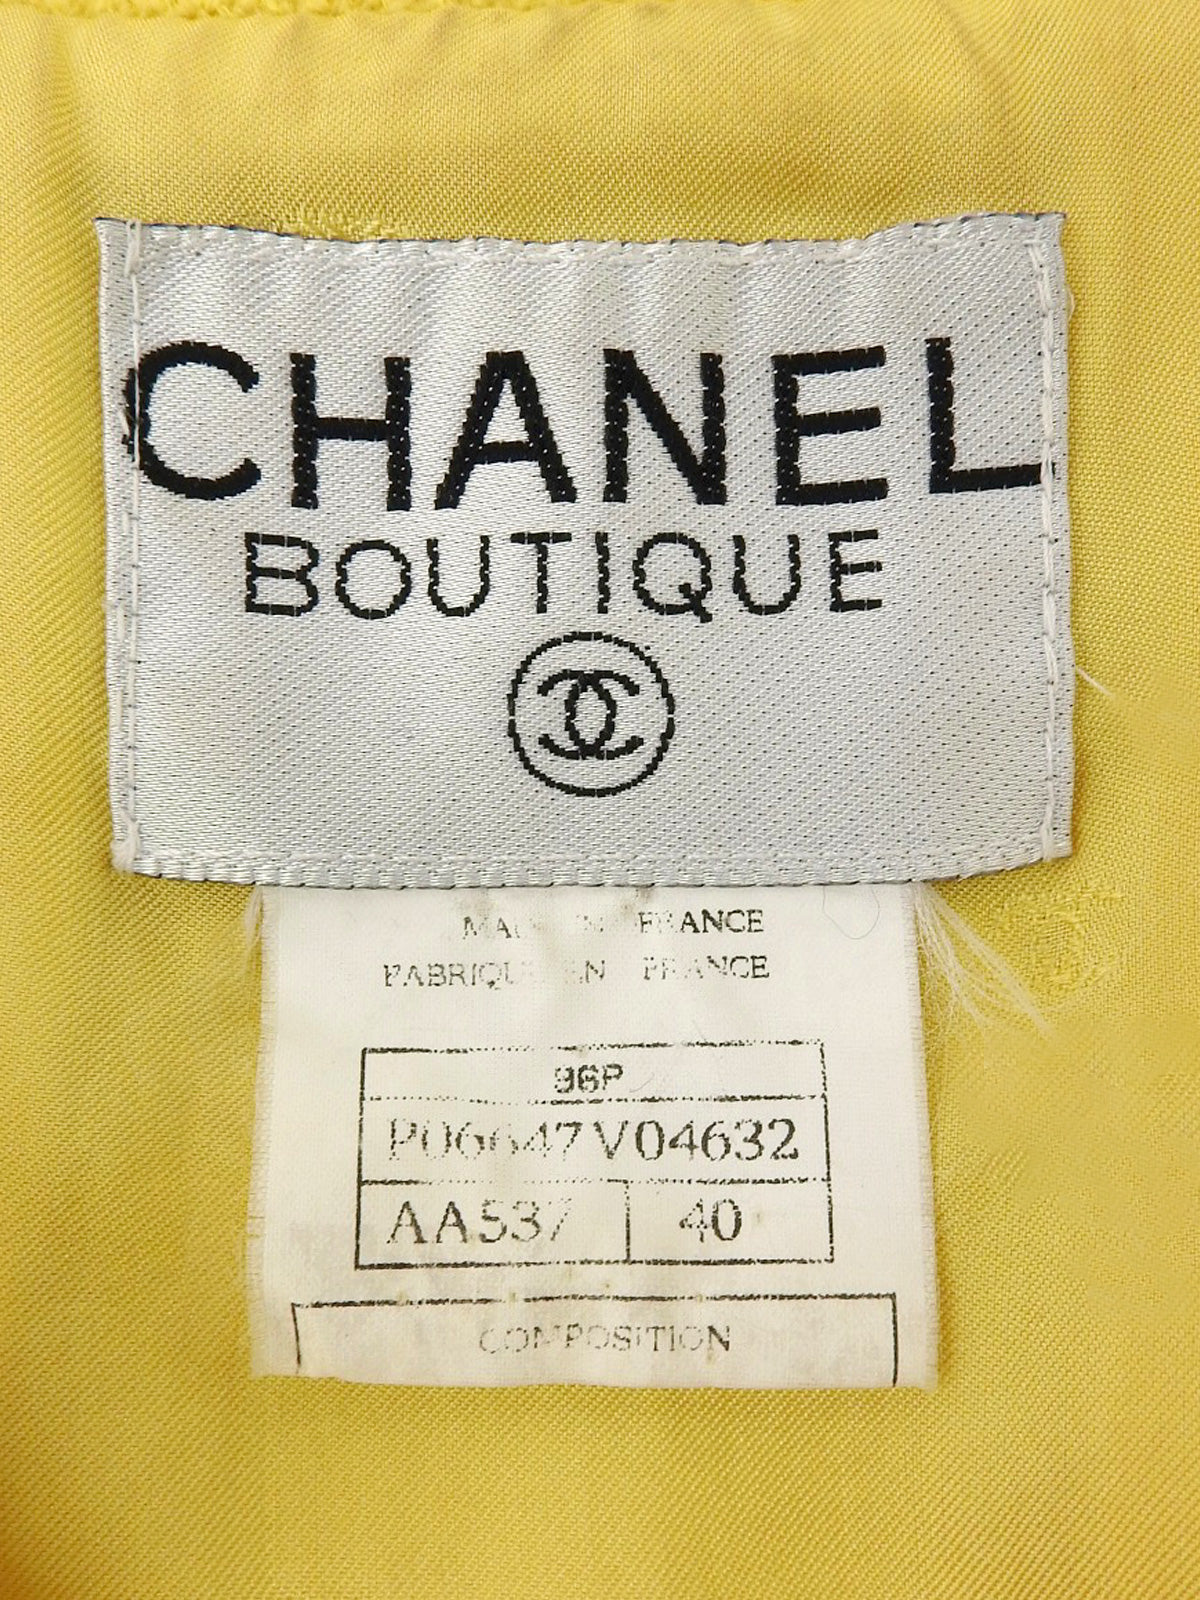 CHANEL
BOUTIQUE
MADE IN FRANCE
FABRIQUE EN FRANCE
96P
P06647V04632
AA537 40
COMPOSITION